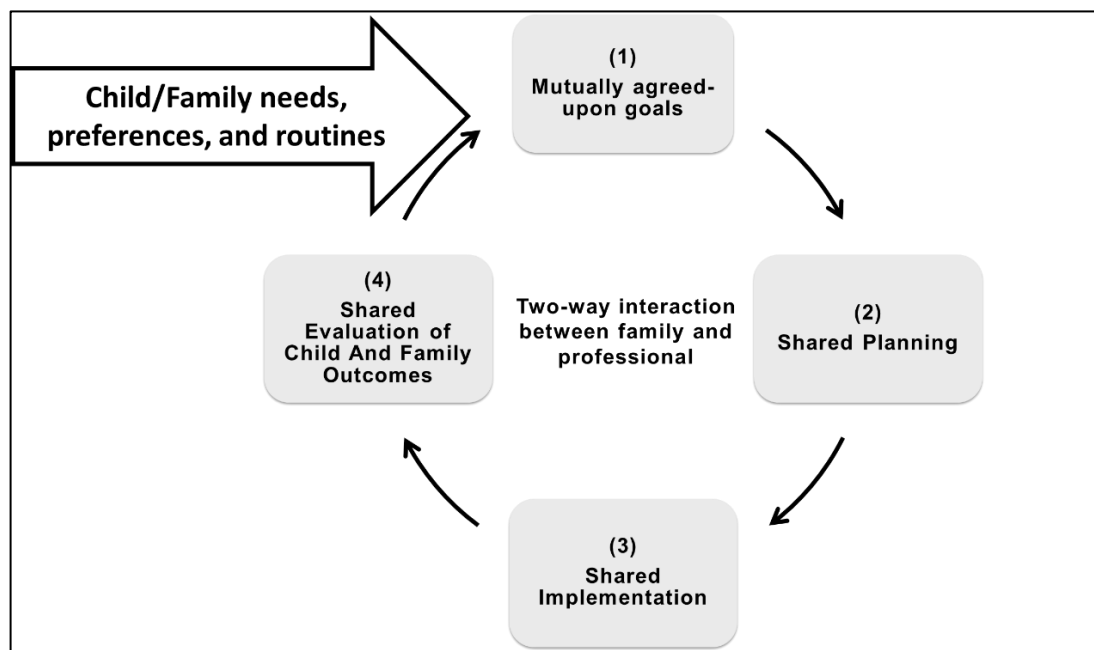 Child/Family needs,
preferences, and routines
(1)
Mutually agreed-
upon goals
(2)
Shared Planning
(3)
Shared
Implementation
(4)
Shared
Evaluation of
Child And Family
Outcomes
Two-way interaction
between family and
professional